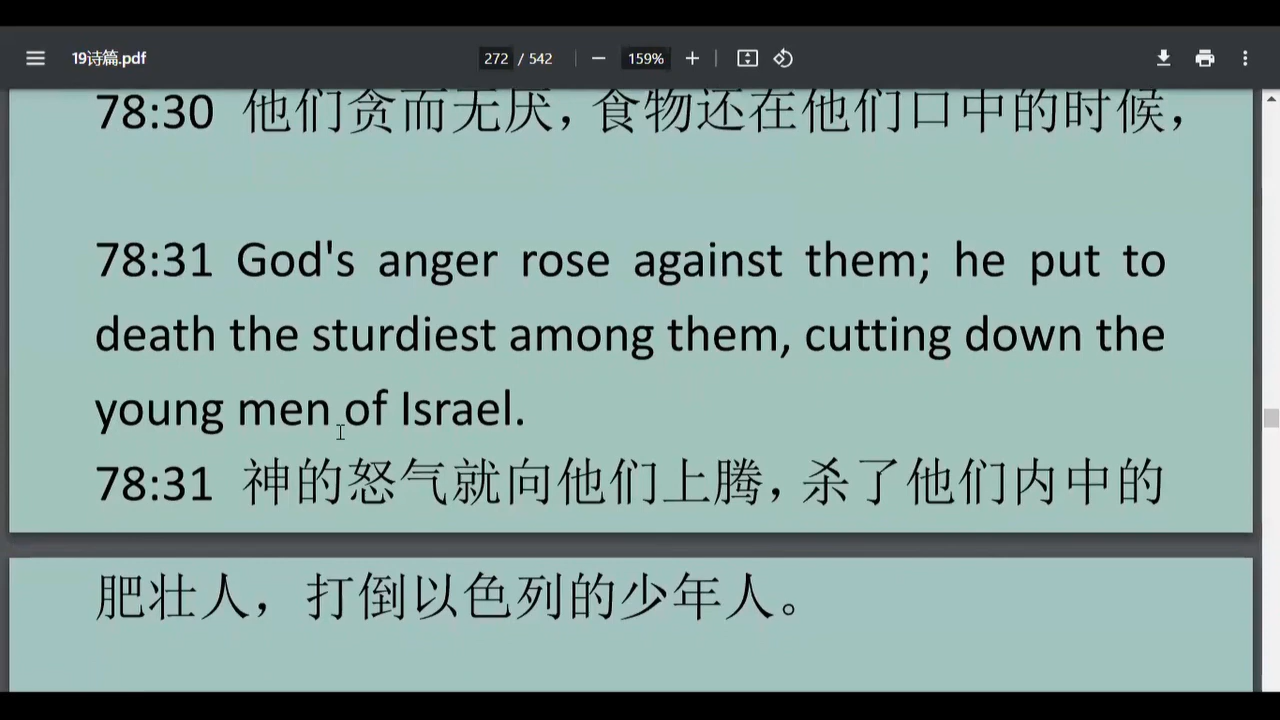 19诗篇.pdf
272 / 542
159%
78:30 他们贪而无厌，食物还在他们口中的时候，
78:31 God's anger rose against them; he put to
death the sturdiest among them, cutting down the
young men of Israel.
78:31 神的怒气就向他们上腾，杀了他们内中的
肥壮人，打倒以色列的少年人。